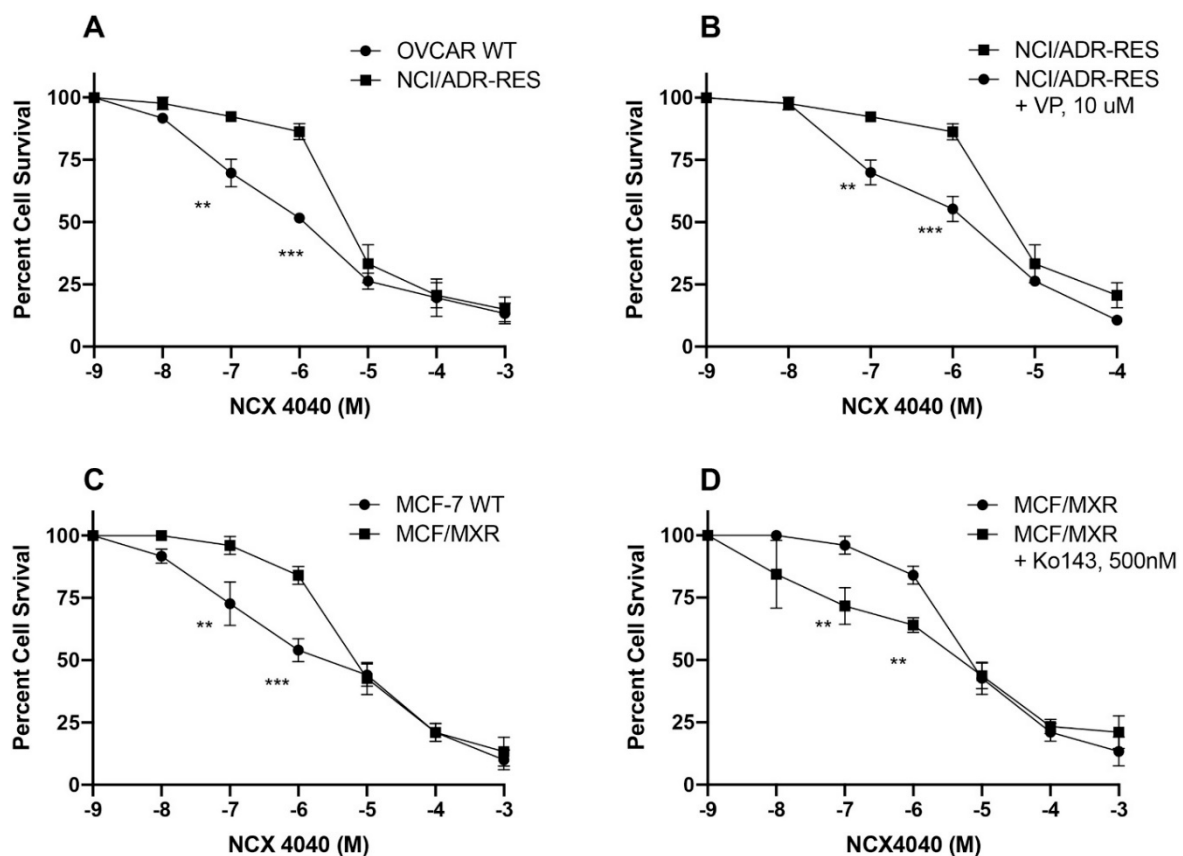 A
OVCAR WT
NCI/ADR-RES
Percent Cell Survival
100
75
50
25
0
**
***
-9 -8 -7 -6 -5 -4 -3
NCX 4040 (M)
B
NCI/ADR-RES
NCI/ADR-RES
+ VP, 10 uM
Percent Cell Survival
100
75
50
25
0
**
***
-9 -8 -7 -6 -5 -4
NCX 4040 (M)
C
MCF-7 WT
MCF/MXR
Percent Cell Srvival
100
75
50
25
0
**
***
-9 -8 -7 -6 -5 -4 -3
NCX 4040 (M)
D
MCF/MXR
MCF/MXR
+ Ko143, 500nM
Percent Cell Srvival
100
75
50
25
0
**
**
-9 -8 -7 -6 -5 -4 -3
NCX4040 (M)